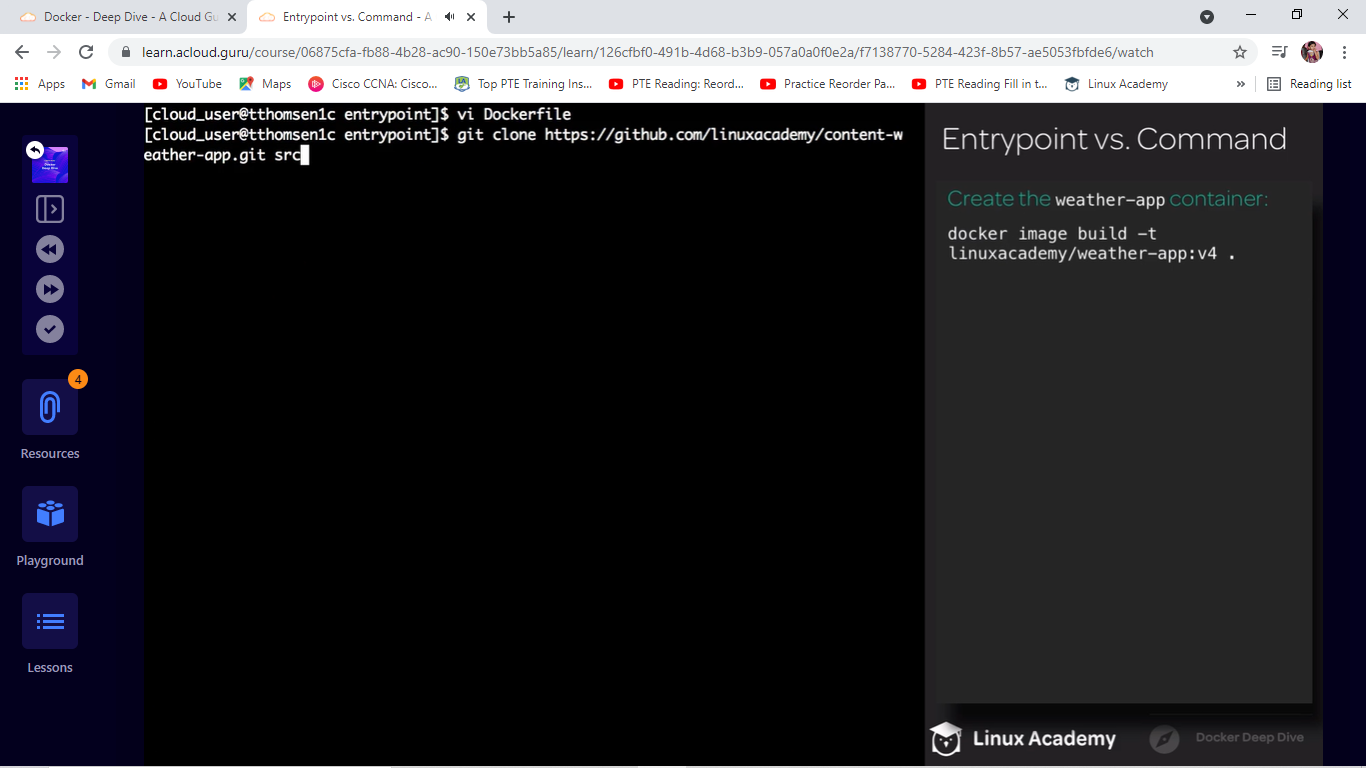 Docker - Deep Dive - A Cloud Gu
Entrypoint vs. Command - A
learn.acloud.guru/course/06875cfa-fb88-4b28-ac90-150e73bb5a85/learn/126cfbf0-491b-4d68-b3b9-057a0a0f0e2a/f7138770-5284-423f-8b57-ae5053fbfde6/watch
Apps
Gmail
YouTube
Maps
Cisco CCNA: Cisco...
Top PTE Training Ins...
PTE Reading: Reord...
Practice Reorder Pa...
PTE Reading Fill in t...
Linux Academy
»
Reading list
[cloud_user@tthomsen1c entrypoint]$ vi Dockerfile
[cloud_user@tthomsen1c entrypoint]$ git clone https://github.com/linuxacademy/content-w
eather-app.git src
4
Resources
Playground
Lessons
Entrypoint vs. Command
Create the weather-app container:
docker image build -t
linuxacademy/weather-app:v4 .
Linux Academy
Docker Deep Dive